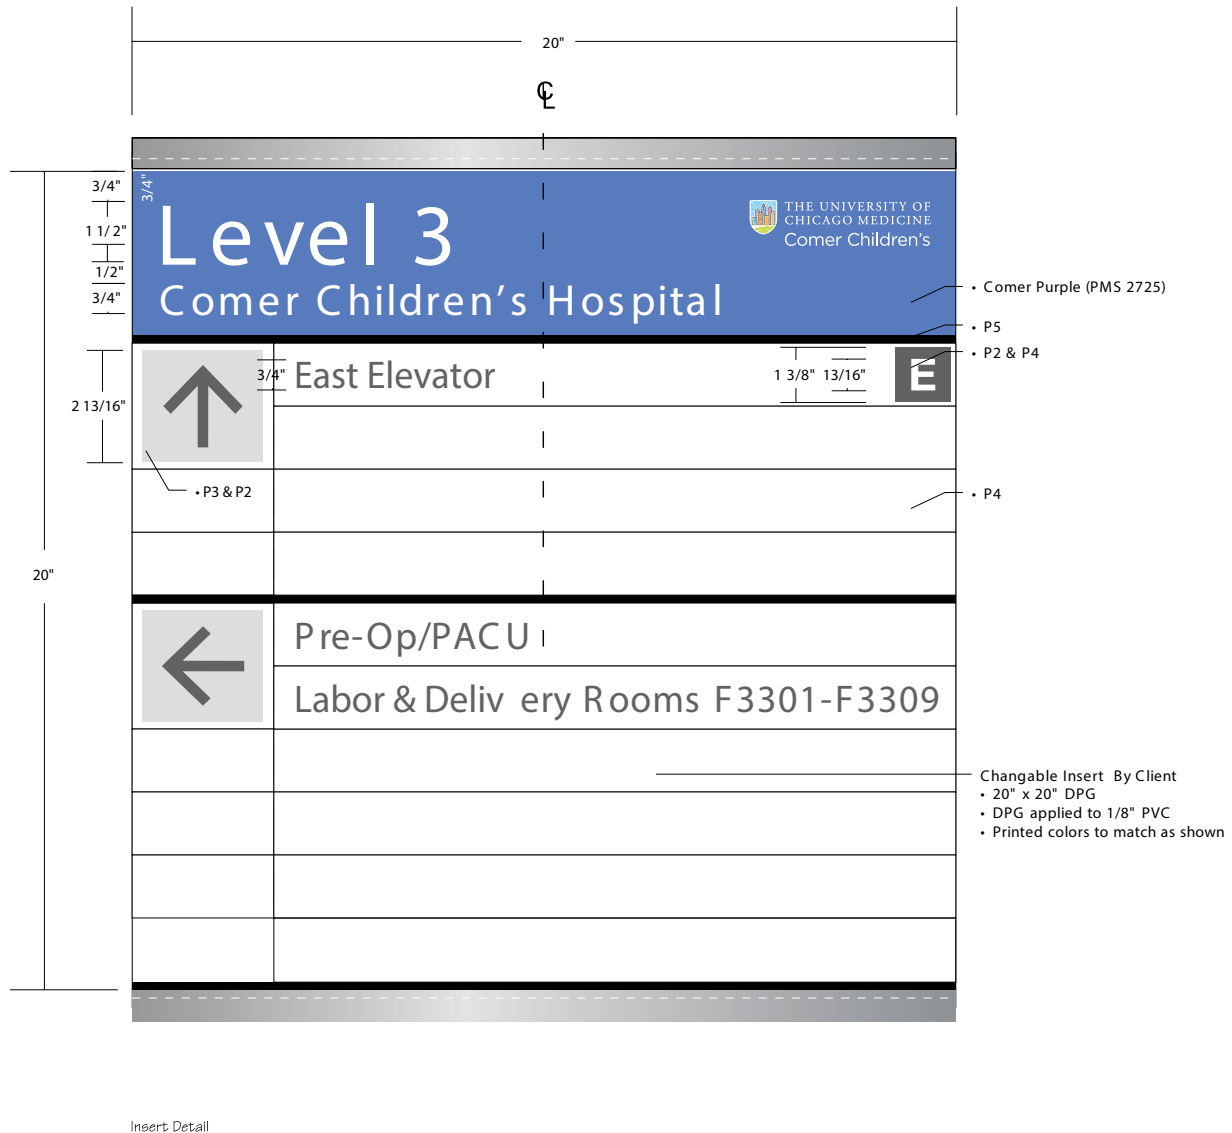 20"
℄
3/4"
3/4"
1 1/2"
1/2"
3/4"
Level 3
Comer Children's Hospital
THE UNIVERSITY OF
CHICAGO MEDICINE
Comer Children's
• Comer Purple (PMS 2725)
• P5
• P2 & P4
2 13/16"
3/4"
East Elevator
1 3/8"
13/16"
E
• P3 & P2
• P4
20"
Pre-Op/PACU
Labor & Delivery Rooms F3301-F3309
Changable Insert By Client
• 20" x 20" DPG
• DPG applied to 1/8" PVC
• Printed colors to match as shown
Insert Detail